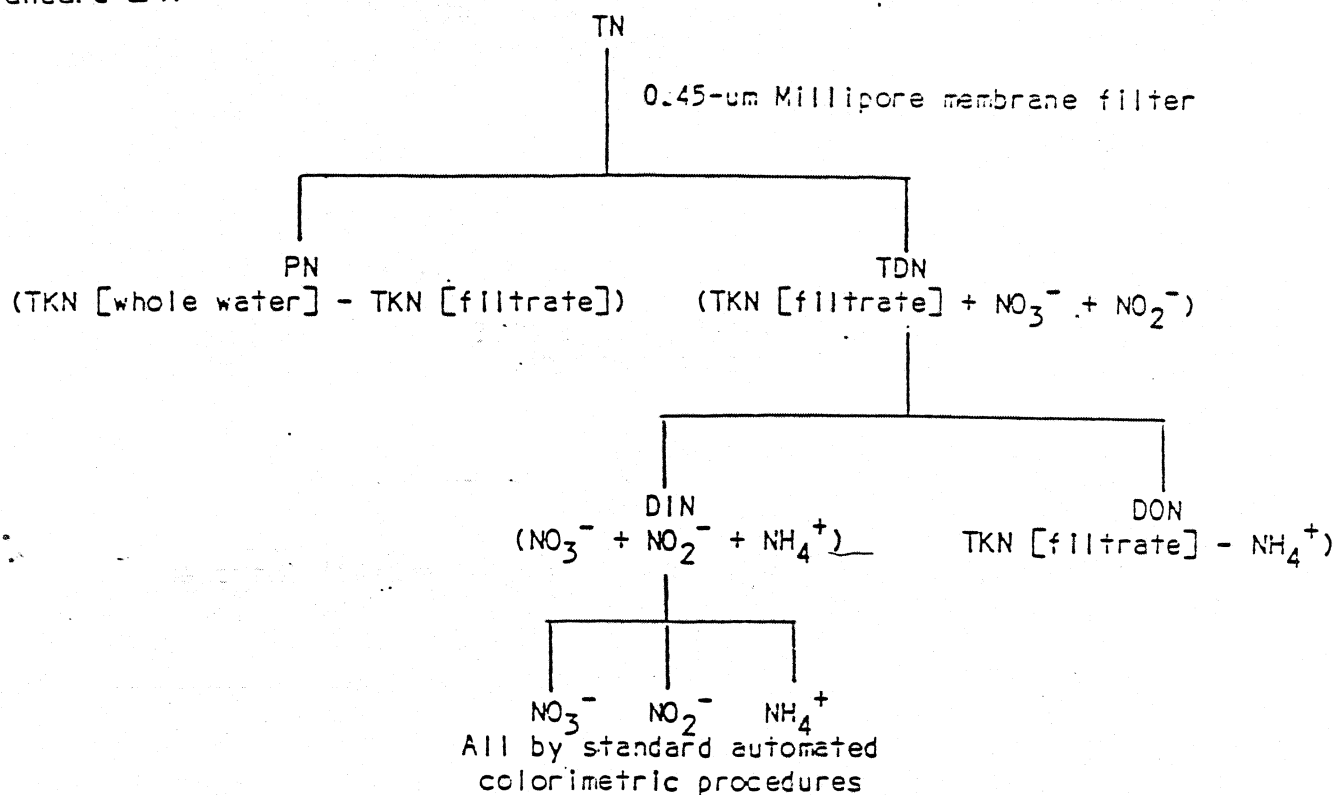 TN
0.45-um Millipore membrane filter
PN TDN
(TKN [whole water] - TKN [filtrate]) (TKN [filtrate] + NO₃⁻ + NO₂⁻)
DIN DON
(NO₃⁻ + NO₂⁻ + NH₄⁺) TKN [filtrate] - NH₄⁺)
NO₃⁻ NO₂⁻ NH₄⁺
All by standard automated
colorimetric procedures